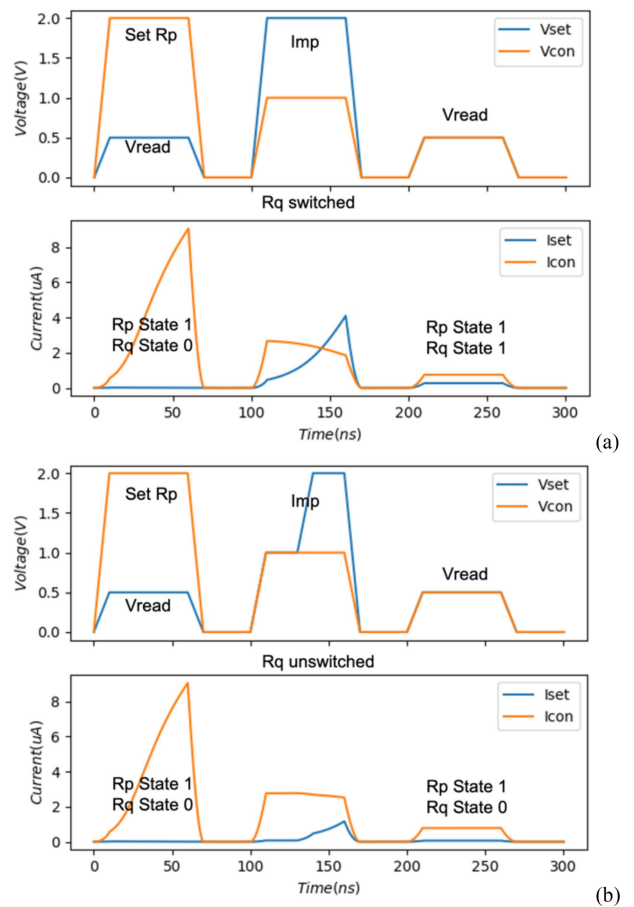 2.0
1.5
1.0
0.5
0.0
Voltage(V)
Set Rp
Vread
Imp
Vread
Vset
Vcon
Rq switched
8
6
4
2
0
Current(uA)
Rp State 1
Rq State 0
Rp State 1
Rq State 1
Iset
Icon
0 50 100 150 200 250 300
Time(ns)
(a)
2.0
1.5
1.0
0.5
0.0
Voltage(V)
Set Rp
Vread
Imp
Vread
Vset
Vcon
Rq unswitched
8
6
4
2
0
Current(uA)
Rp State 1
Rq State 0
Rp State 1
Rq State 0
Iset
Icon
0 50 100 150 200 250 300
Time(ns)
(b)